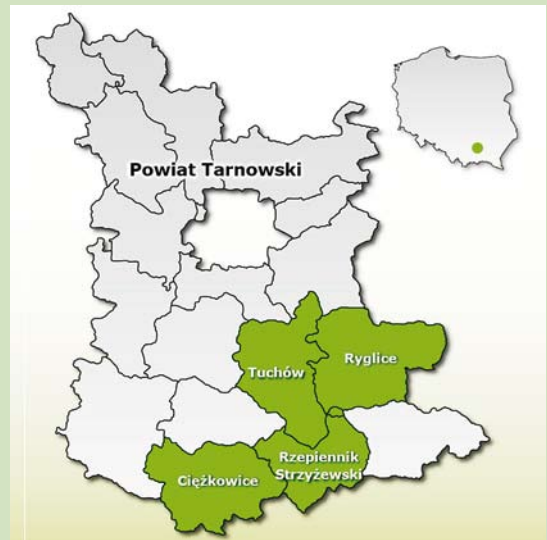 Powiat Tarnowski
Tuchów
Ryglice
Rzepiennik
Strzyżewski
Ciężkowice